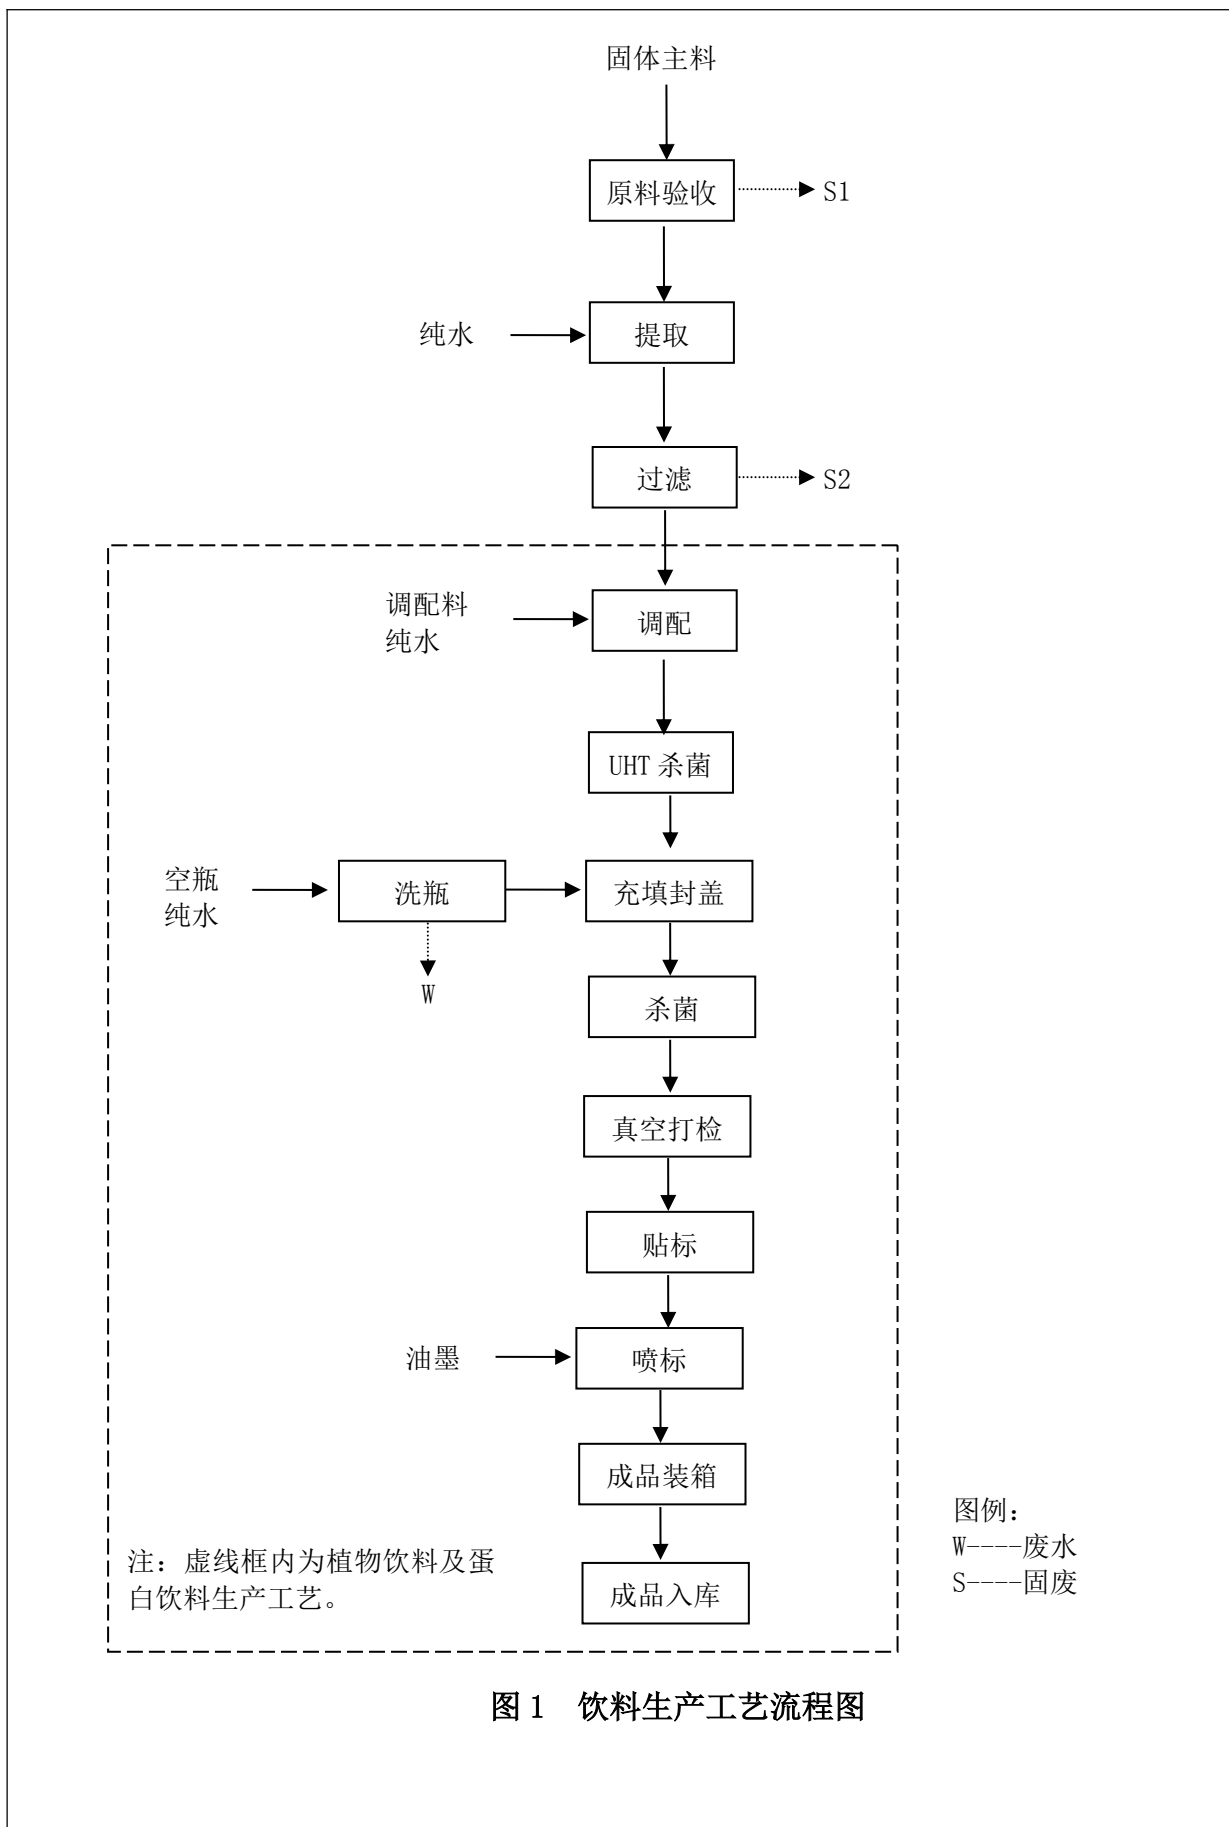 固体主料
原料验收
S1
纯水
提取
过滤
S2
调配料
纯水
调配
UHT 杀菌
空瓶
纯水
洗瓶
充填封盖
W
杀菌
真空打检
贴标
油墨
喷标
成品装箱
成品入库
注：虚线框内为植物饮料及蛋
白饮料生产工艺。
图例：
W----废水
S----固废
图 1 饮料生产工艺流程图